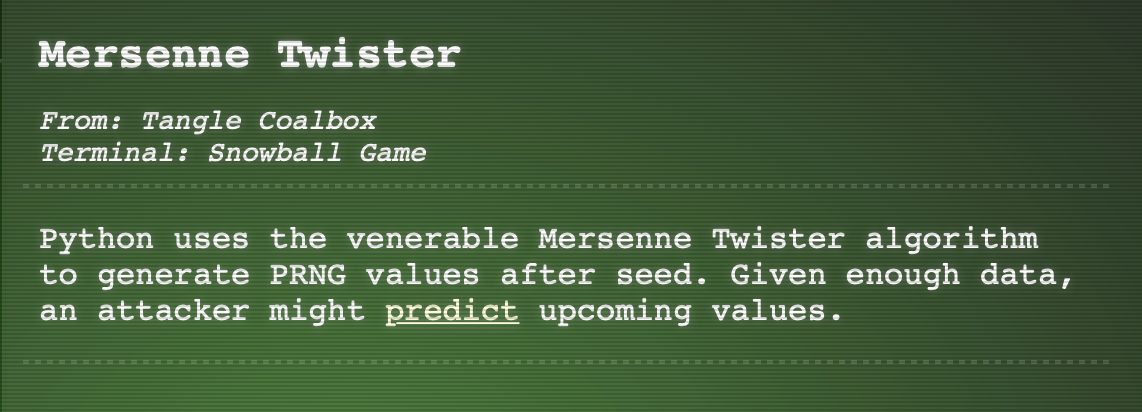 Mersenne Twister
From: Tangle Coalbox
Terminal: Snowball Game
Python uses the venerable Mersenne Twister algorithm
to generate PRNG values after seed. Given enough data,
an attacker might predict upcoming values.